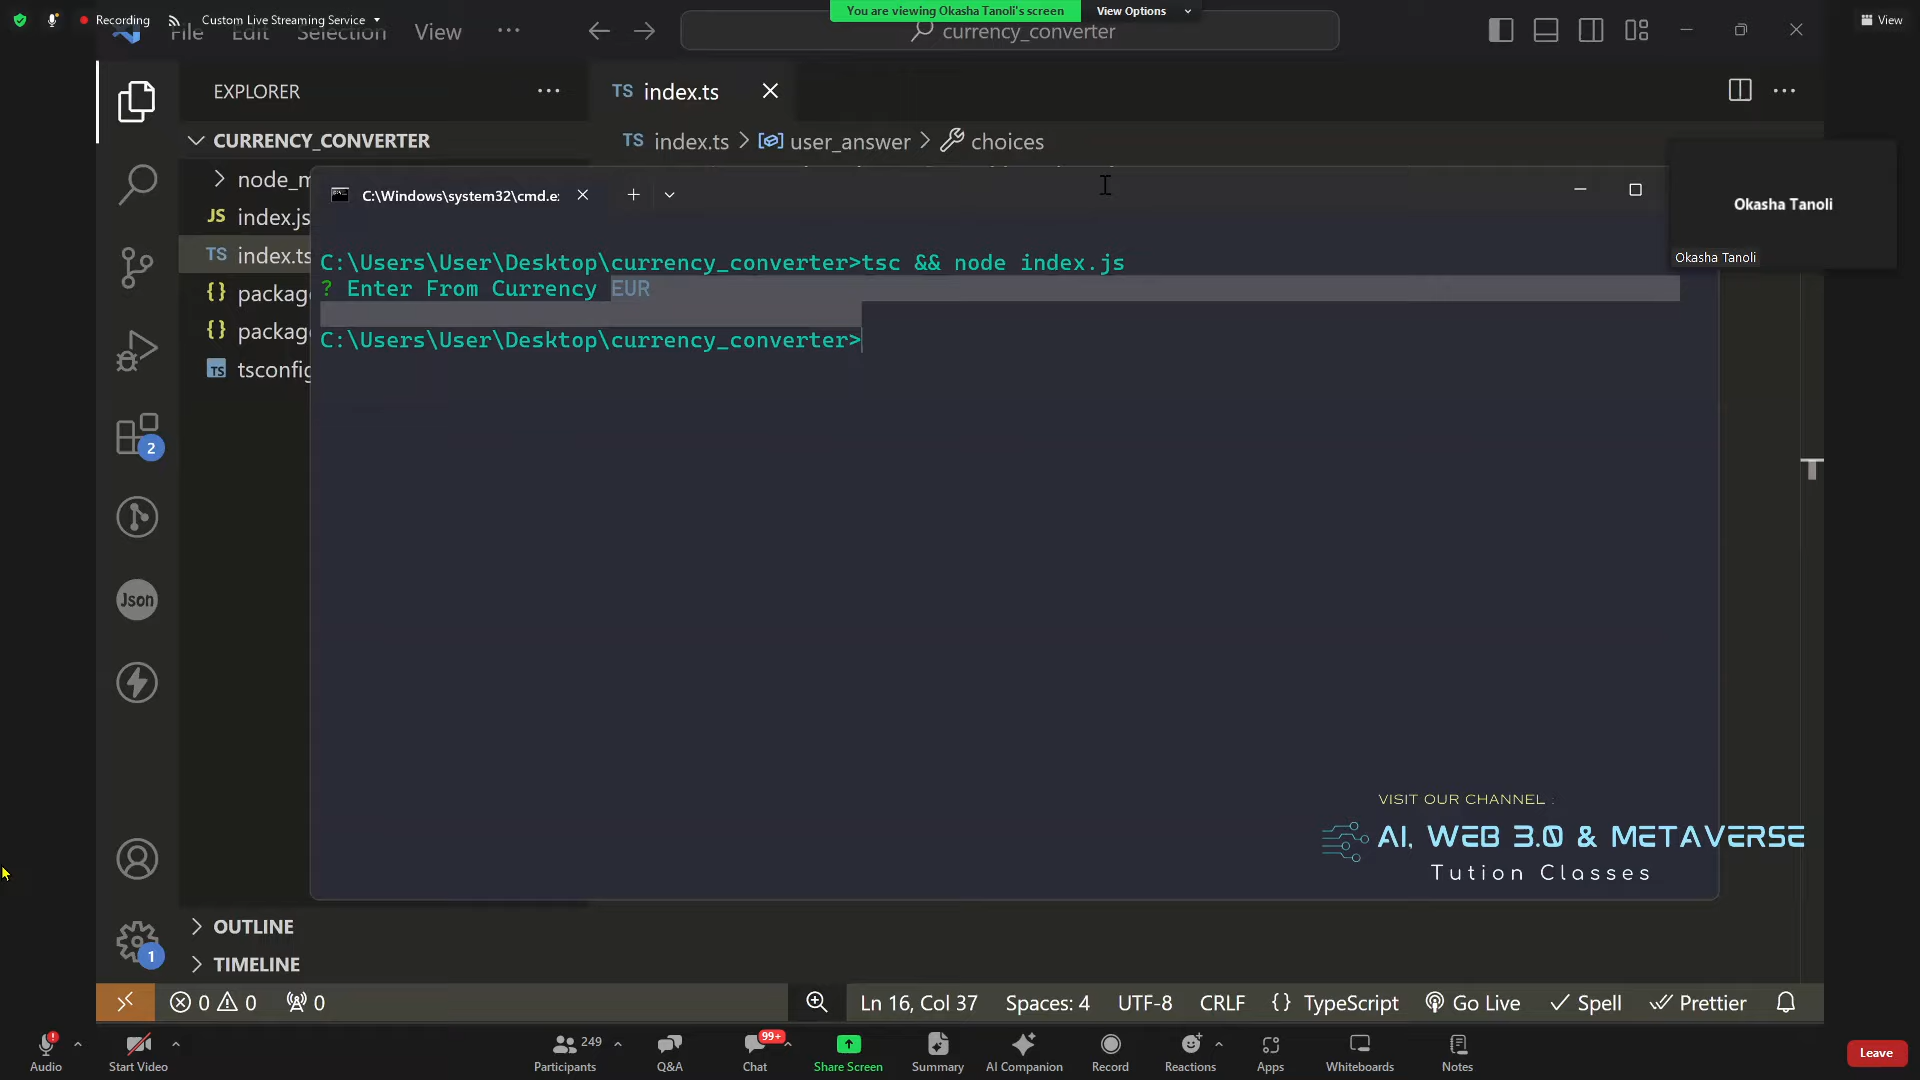 Recording
Custom Live Streaming Service
You are viewing Okasha Tanoli's screen
View Options
View
File Edit Selection View ...
currency_converter
EXPLORER
TS index.ts
CURRENCY_CONVERTER
TS index.ts > user_answer > choices
node_m
JS index.js
TS index.ts
{} packag
{} packag
TS tsconfig
C:\Windows\system32\cmd.e
Okasha Tanoli
Okasha Tanoli
C:\Users\User\Desktop\currency_converter>tsc && node index.js
? Enter From Currency EUR
C:\Users\User\Desktop\currency_converter>
2
Json
1
VISIT OUR CHANNEL :
AI, WEB 3.0 & METAVERSE
Tution Classes
OUTLINE
TIMELINE
0 0 0
Ln 16, Col 37 Spaces: 4 UTF-8 CRLF {} TypeScript Go Live Spell Prettier
249 99+
Audio Start Video Participants Q&A Chat Share Screen Summary AI Companion Record Reactions Apps Whiteboards Notes Leave